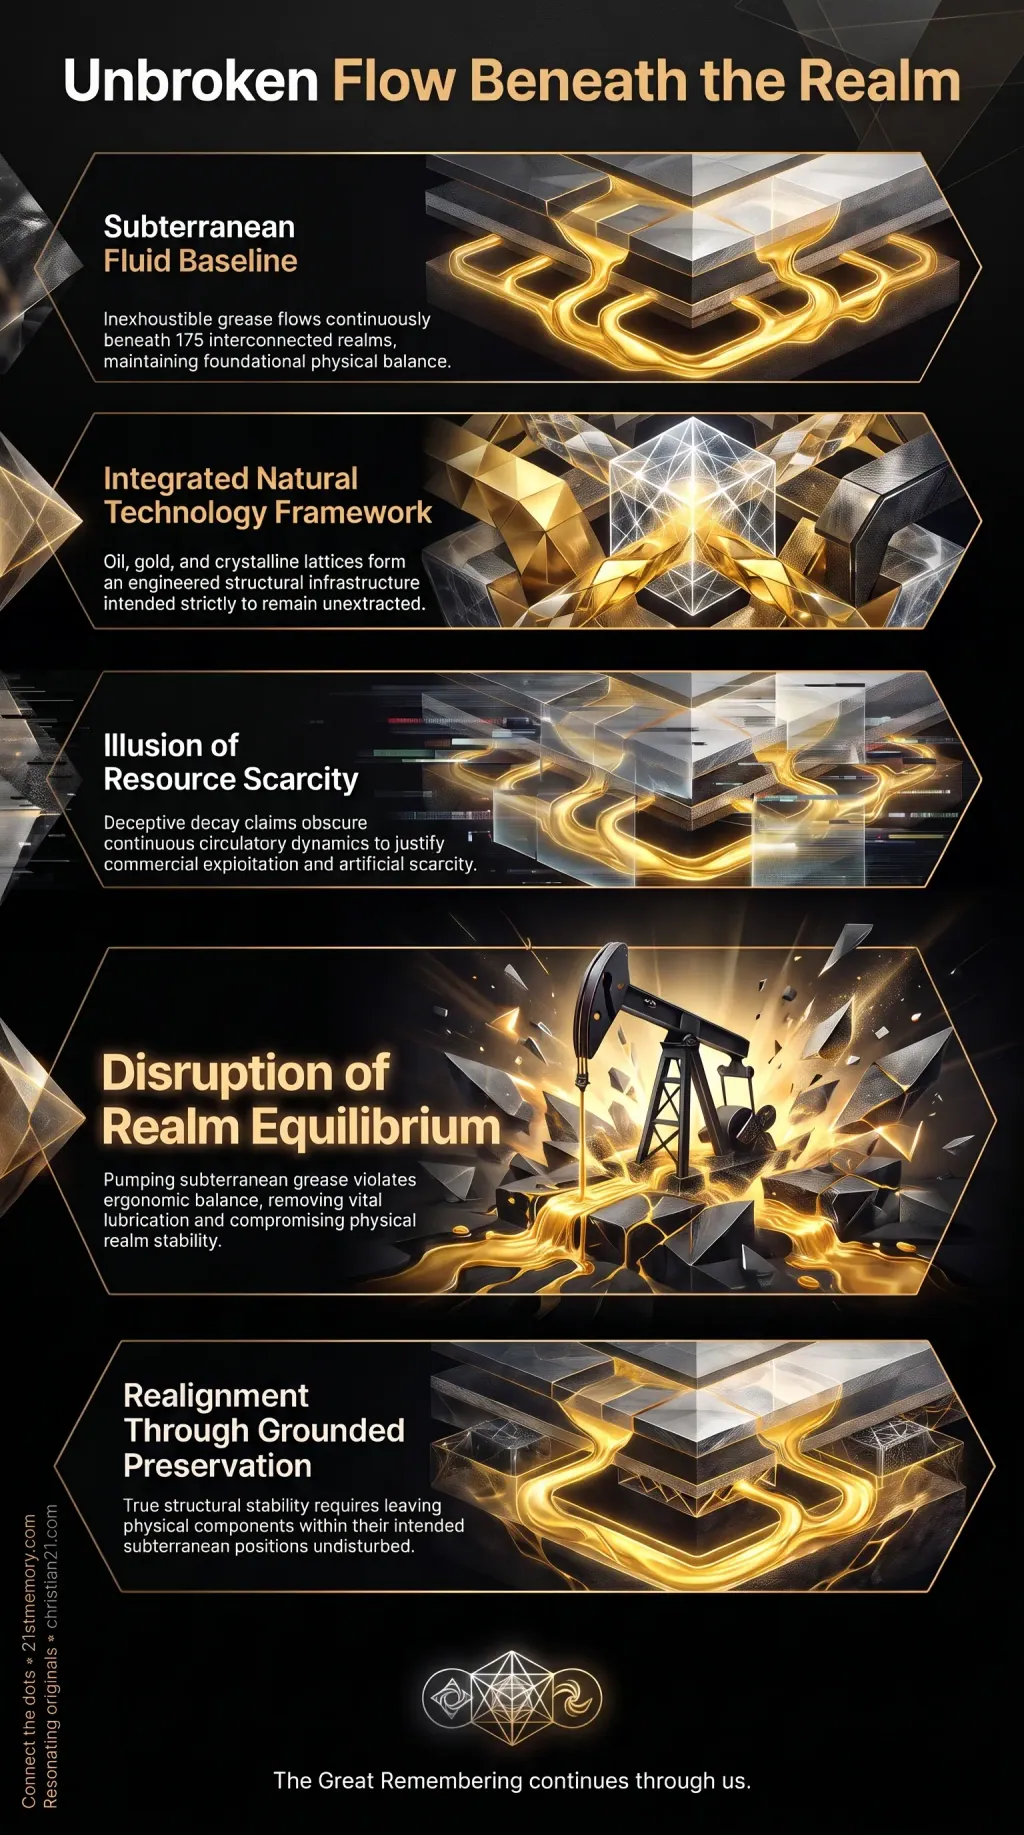 Unbroken Flow Beneath the Realm
Subterranean
Fluid Baseline
Inexhoustible grease flows continuously
beneath 175 interconnected realms,
maintaining foundational physical balance.
Integrated Natural
Technology Framework
Oil, gold, and crystalline lattices form
an engineered structural infrastructure
intended strictly to remain unextracted.
Illusion of
Resource Scarcity
Deceptive decay claims obscure
continuous circulatory dynamics to justify
commercial exploitation and artificial scarcity.
Disruption of
Realm Equilibrium
Pumping subterranean grease violates
ergonomic balance, removing vital
lubrication and compromising physical
realm stability.
Realignment
Through Grounded
Preservation
True structural stability requires leaving
physical components within their intended
subterranean positions undisturbed.
Connect the dots * 21stmemory.com
Resonating originals * christian21.com
The Great Remembering continues through us.